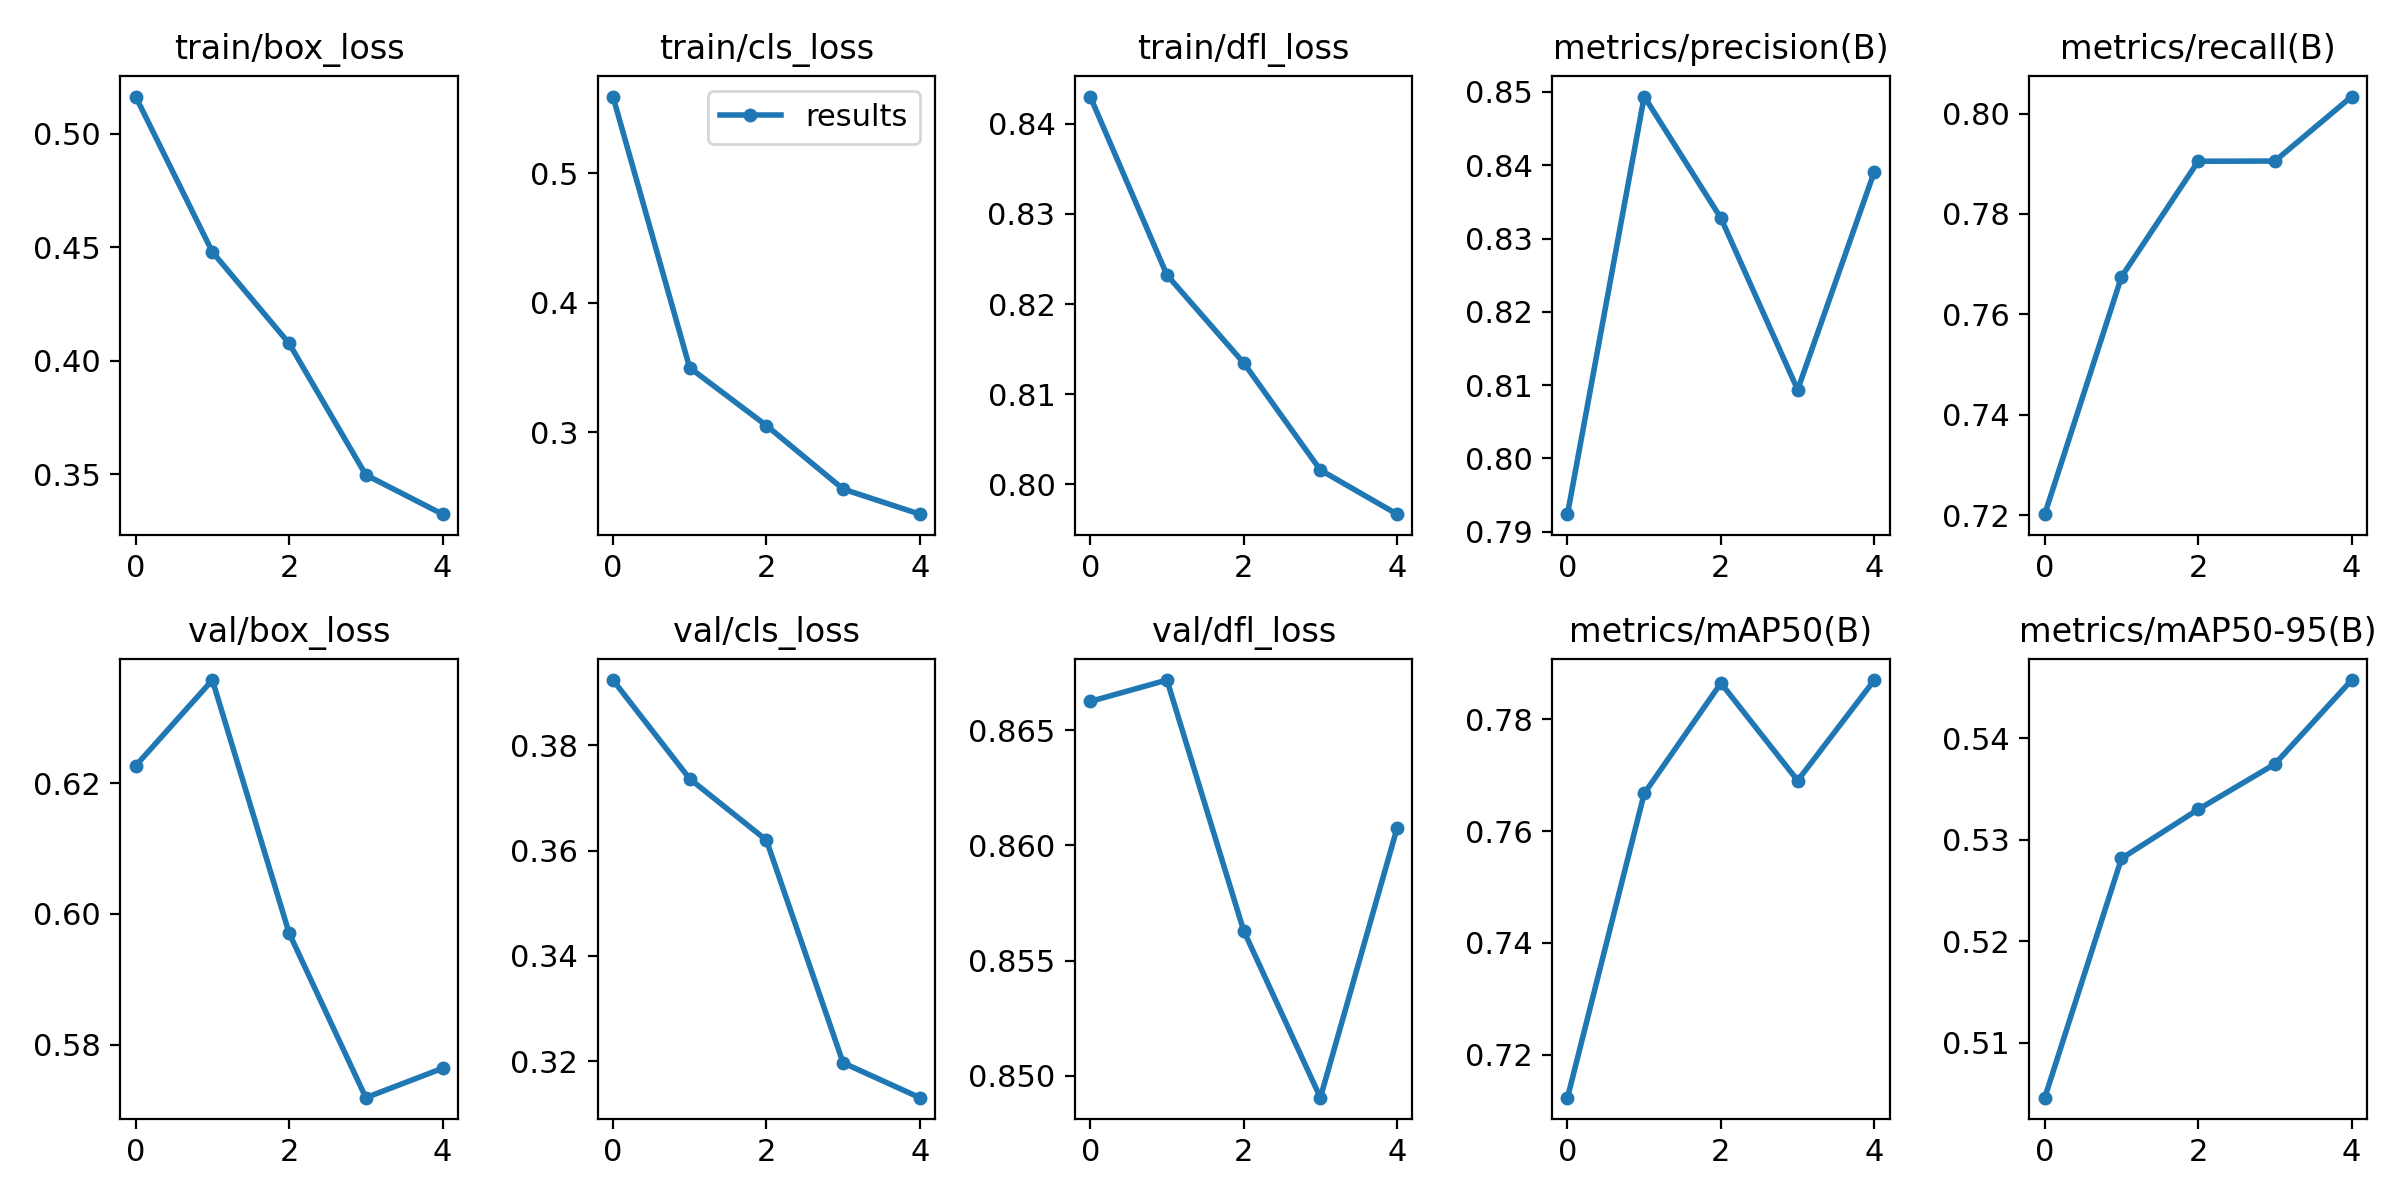 train/box_loss
0.50
0.45
0.40
0.35
0 2 4
train/cls_loss
results
0.5
0.4
0.3
0 2 4
train/dfl_loss
0.84
0.83
0.82
0.81
0.80
0 2 4
metrics/precision(B)
0.85
0.84
0.83
0.82
0.81
0.80
0.79
0 2 4
metrics/recall(B)
0.80
0.78
0.76
0.74
0.72
0 2 4
val/box_loss
0.62
0.60
0.58
0 2 4
val/cls_loss
0.38
0.36
0.34
0.32
0 2 4
val/dfl_loss
0.865
0.860
0.855
0.850
0 2 4
metrics/mAP50(B)
0.78
0.76
0.74
0.72
0 2 4
metrics/mAP50-95(B)
0.54
0.53
0.52
0.51
0 2 4